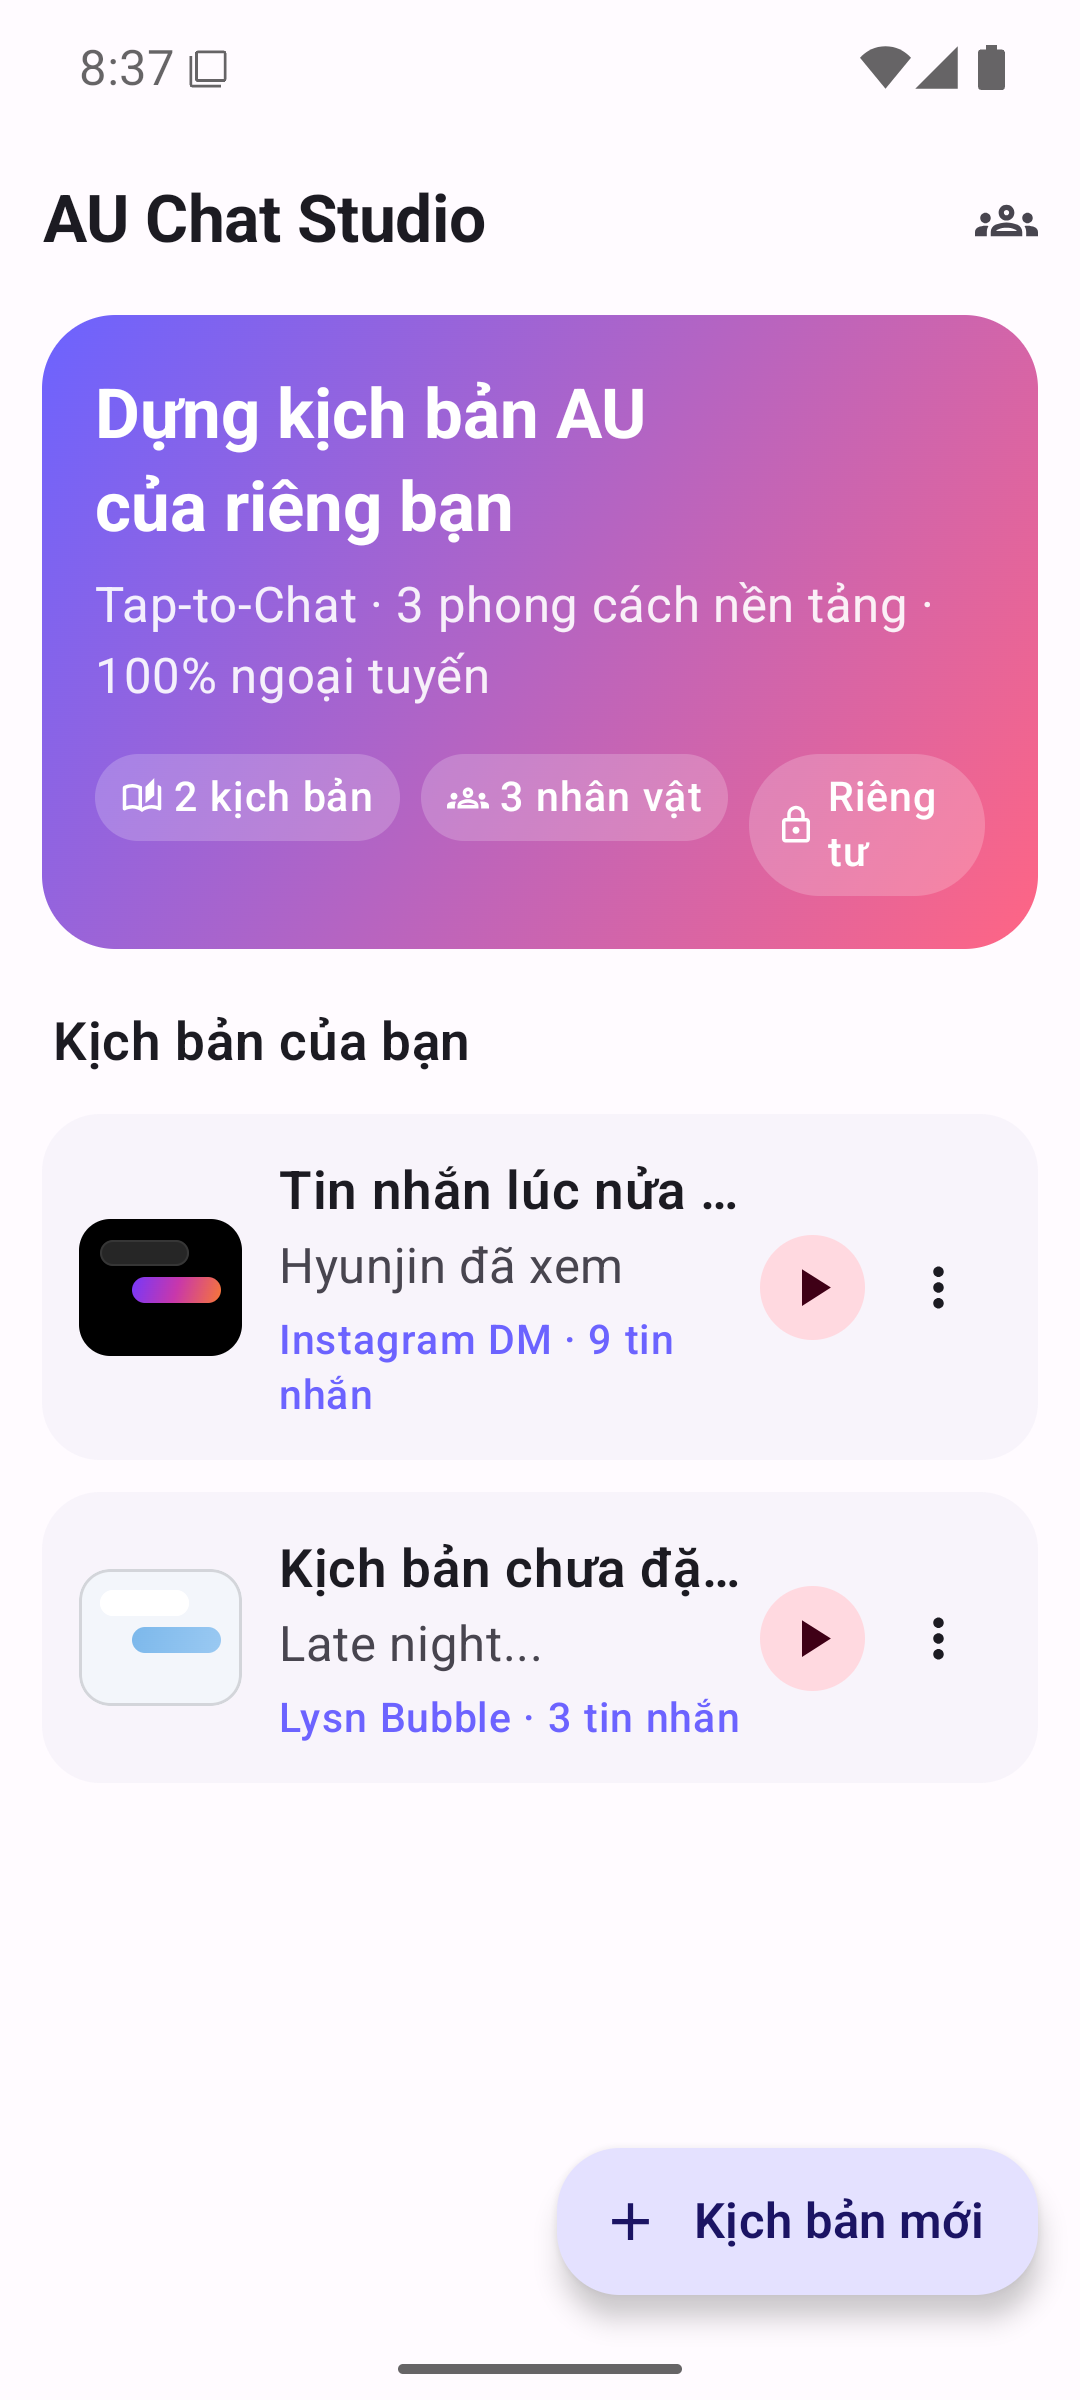 8:37
AU Chat Studio
Dựng kịch bản AU
của riêng bạn
Tap-to-Chat · 3 phong cách nền tảng ·
100% ngoại tuyến
2 kịch bản
3 nhân vật
Riêng
tư
Kịch bản của bạn
Tin nhắn lúc nửa ...
Hyunjin đã xem
Instagram DM · 9 tin
nhắn
Kịch bản chưa đặ...
Late night...
Lysn Bubble · 3 tin nhắn
+ Kịch bản mới